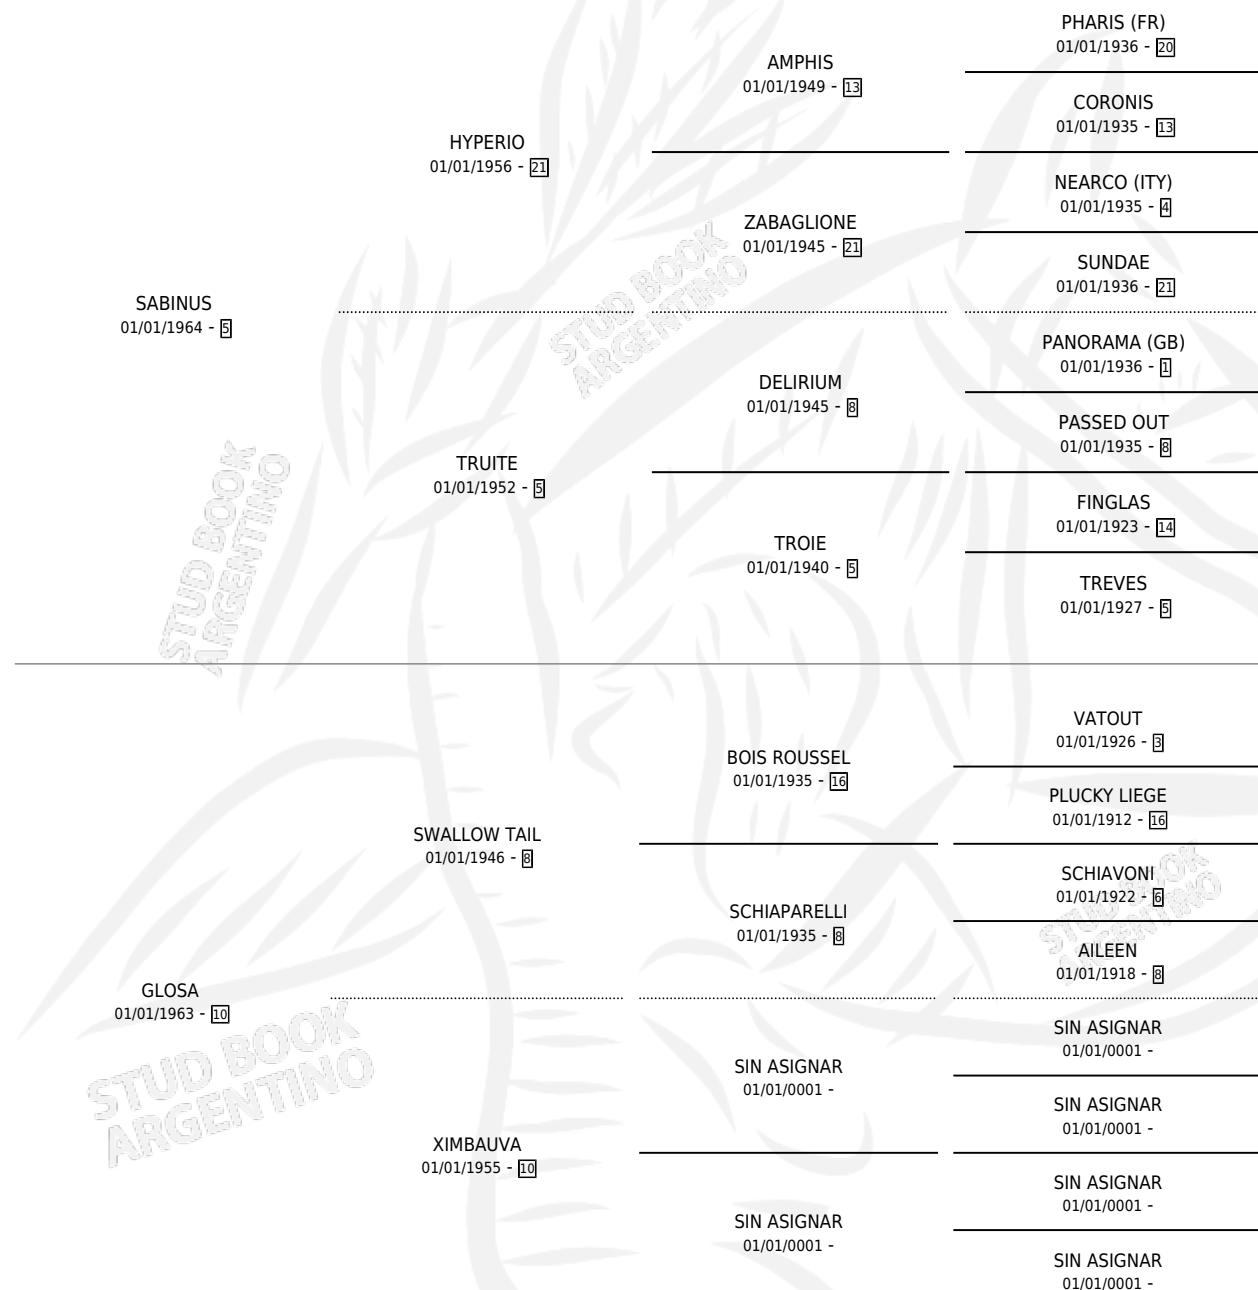 PHARIS (FR)
01/01/1936 - 20
AMPHIS
01/01/1949 - 13
CORONIS
01/01/1935 - 13
HYPERIO
01/01/1956 - 21
NEARCO (ITY)
01/01/1935 - 4
ZABAGLIONE
01/01/1945 - 21
SUNDAE
01/01/1936 - 21
SABINUS
01/01/1964 - 5
PANORAMA (GB)
01/01/1936 - 1
DELIRIUM
01/01/1945 - 8
PASSED OUT
01/01/1935 - 8
TRUITE
01/01/1952 - 5
FINGLAS
01/01/1923 - 14
TROIE
01/01/1940 - 5
TREVES
01/01/1927 - 5
STUD BOOK
ARGENTINO
STUD BOOK
ARGENTINO
VATOUT
01/01/1926 - 3
BOIS ROUSSEL
01/01/1935 - 16
PLUCKY LIEGE
01/01/1912 - 16
SWALLOW TAIL
01/01/1946 - 8
SCHIAVONI
01/01/1922 - 6
SCHIAPARELLI
01/01/1935 - 8
AILEEN
01/01/1918 - 8
GLOSA
01/01/1963 - 10
SIN ASIGNAR
01/01/0001 -
SIN ASIGNAR
01/01/0001 -
SIN ASIGNAR
01/01/0001 -
XIMBAUVA
01/01/1955 - 10
SIN ASIGNAR
01/01/0001 -
SIN ASIGNAR
01/01/0001 -
SIN ASIGNAR
01/01/0001 -
STUD BOOK
ARGENTINO
STUD BOOK
ARGENTINO